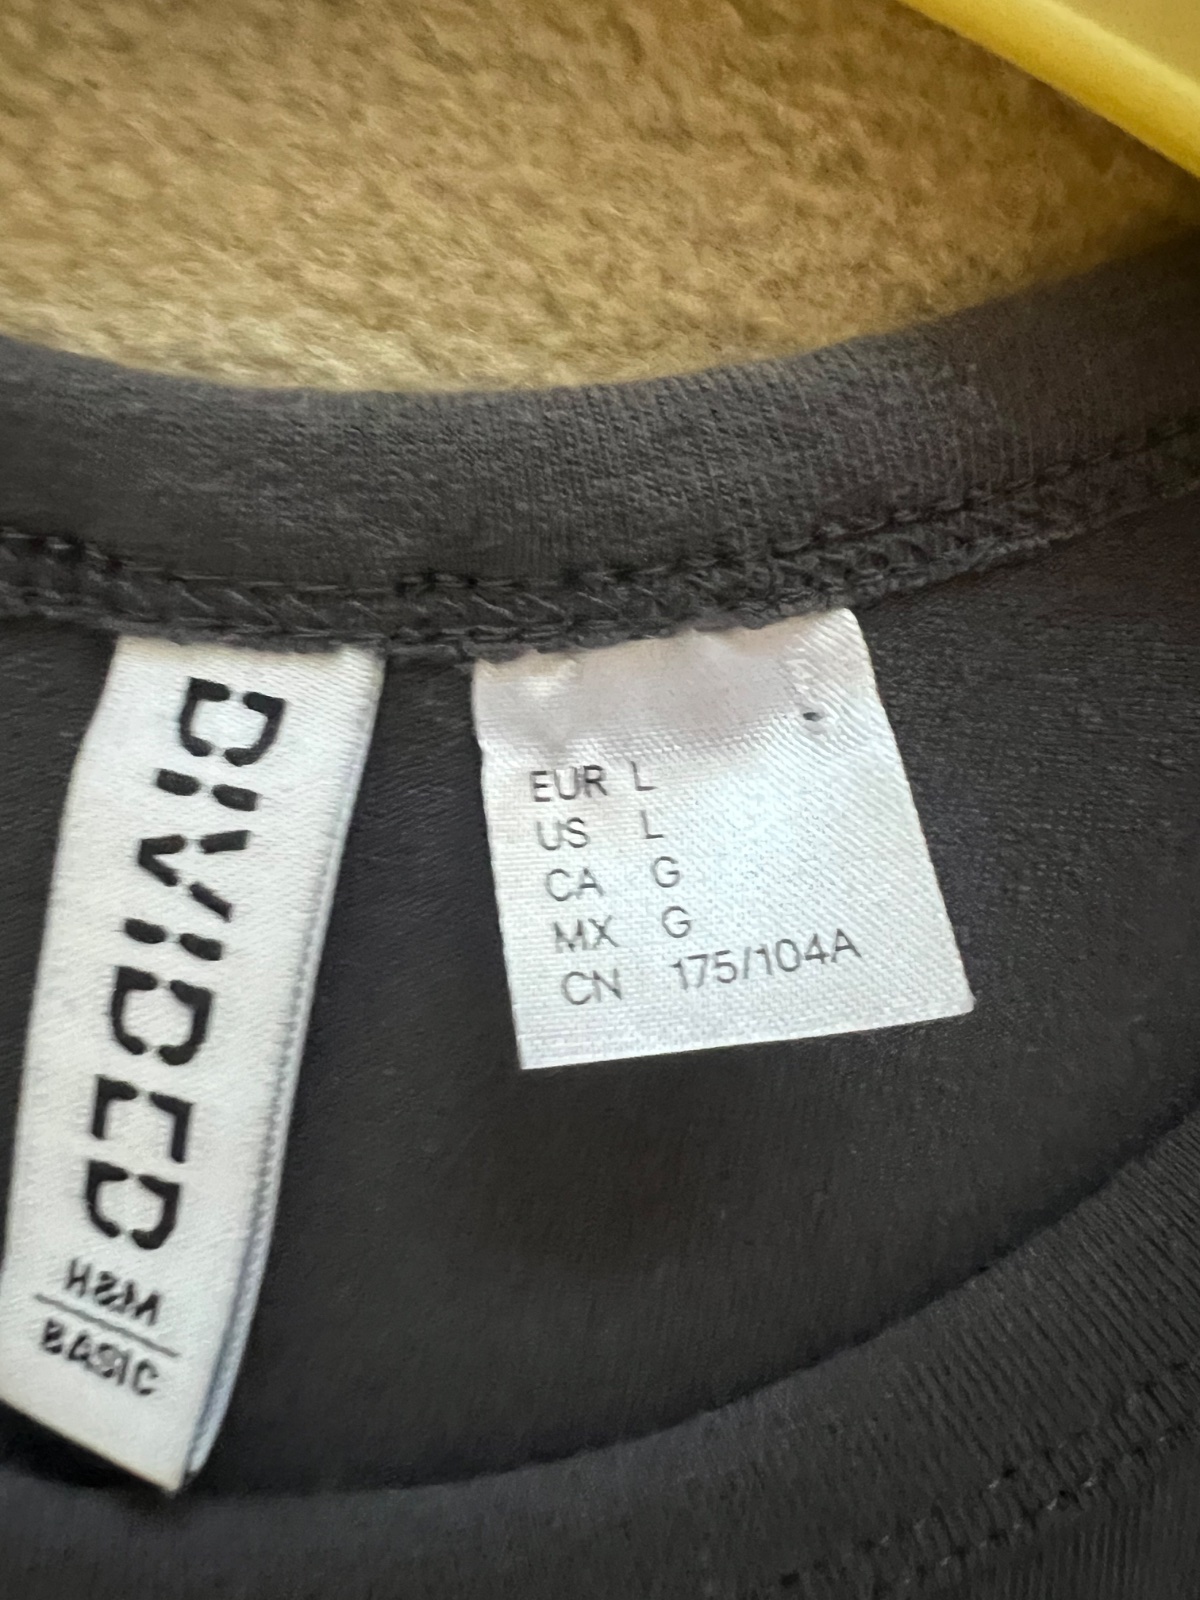 DIVIDED
H&M
BASIC
EUR L
US L
CA G
MX G
CN 175/104A